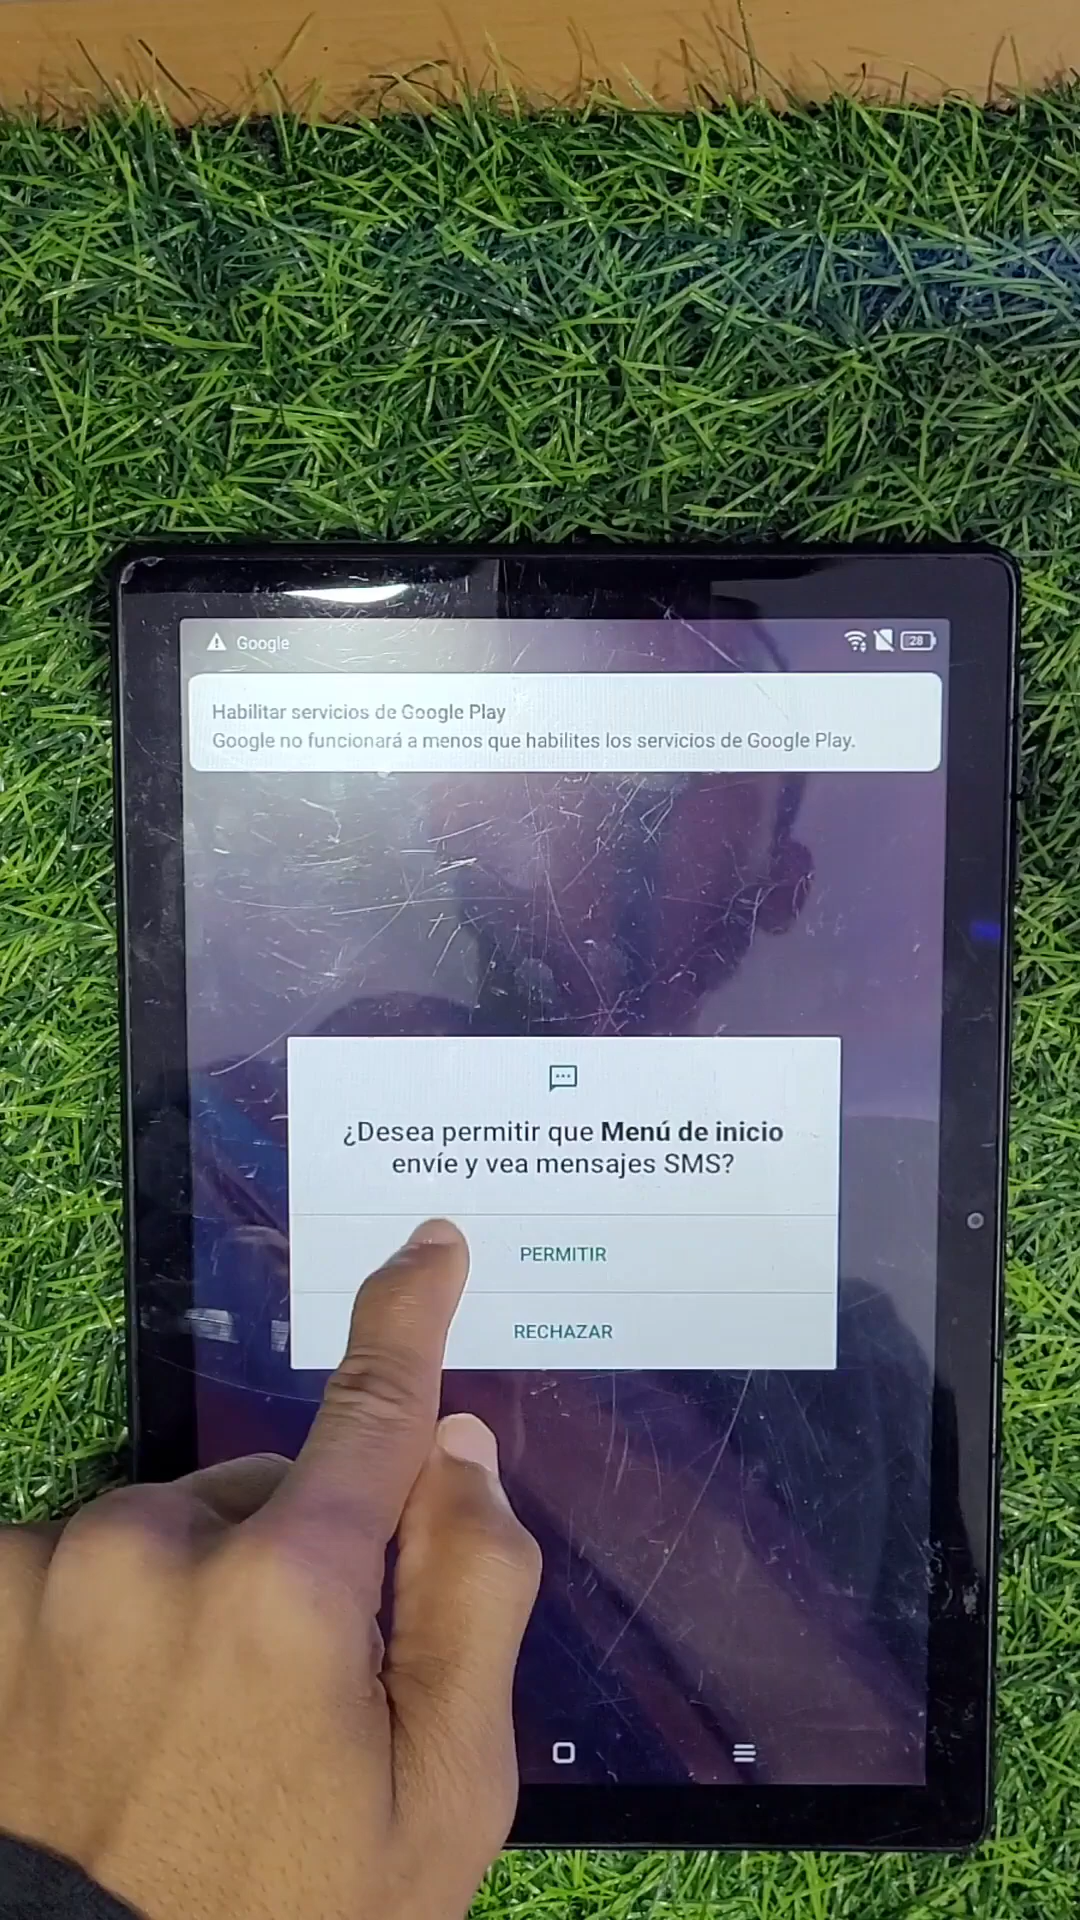 Google
28
Habilitar servicios de Google Play
Google no funcionará a menos que habilites los servicios de Google Play.
¿Desea permitir que Menú de inicio
envíe y vea mensajes SMS?
PERMITIR
RECHAZAR